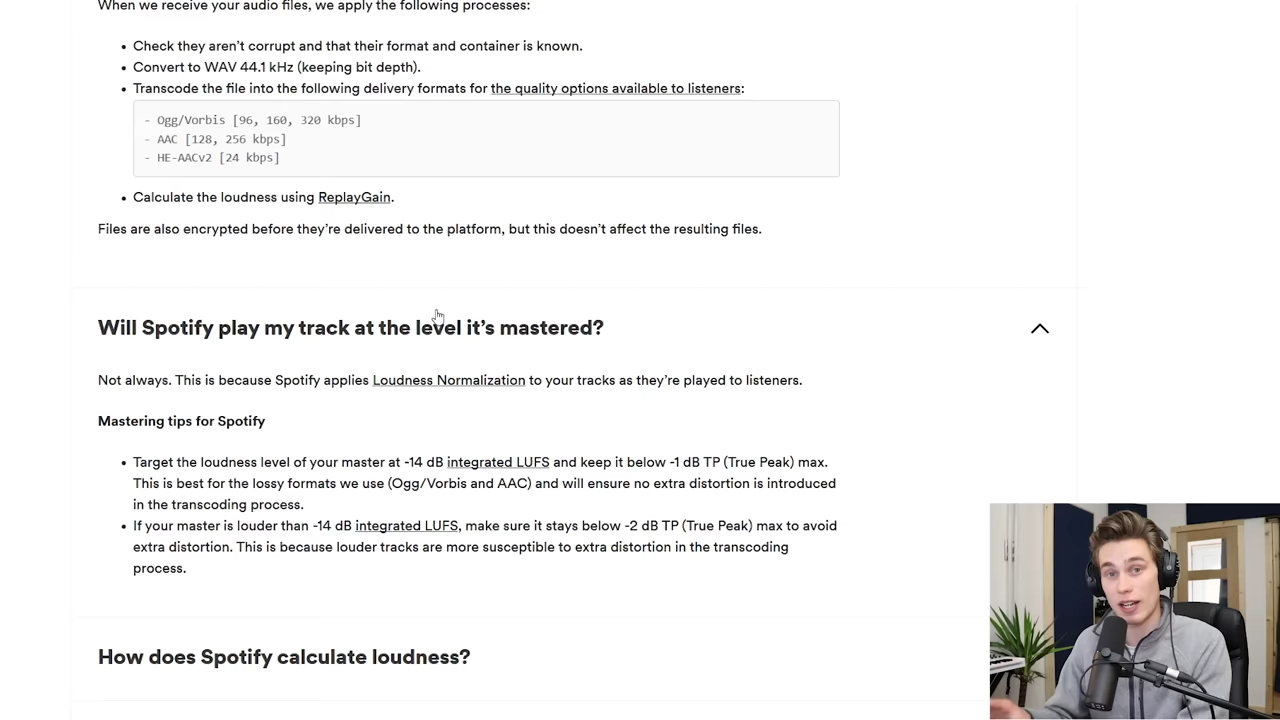 When we receive your audio files, we apply the following processes:
• Check they aren’t corrupt and that their format and container is known.
• Convert to WAV 44.1 kHz (keeping bit depth).
• Transcode the file into the following delivery formats for the quality options available to listeners:
- Ogg/Vorbis [96, 160, 320 kbps]
- AAC [128, 256 kbps]
- HE-AACv2 [24 kbps]
• Calculate the loudness using ReplayGain.
Files are also encrypted before they’re delivered to the platform, but this doesn’t affect the resulting files.
Will Spotify play my track at the level it’s mastered?
Not always. This is because Spotify applies Loudness Normalization to your tracks as they’re played to listeners.
Mastering tips for Spotify
• Target the loudness level of your master at -14 dB integrated LUFS and keep it below -1 dB TP (True Peak) max.
This is best for the lossy formats we use (Ogg/Vorbis and AAC) and will ensure no extra distortion is introduced
in the transcoding process.
• If your master is louder than -14 dB integrated LUFS, make sure it stays below -2 dB TP (True Peak) max to avoid
extra distortion. This is because louder tracks are more susceptible to extra distortion in the transcoding
process.
How does Spotify calculate loudness?